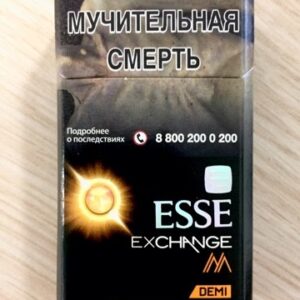 МУЧИТЕЛЬНАЯ
СМЕРТЬ
Подробнее
о последствиях
8 800 200 0 200
ESSE
EXCHANGE
M
DEMI